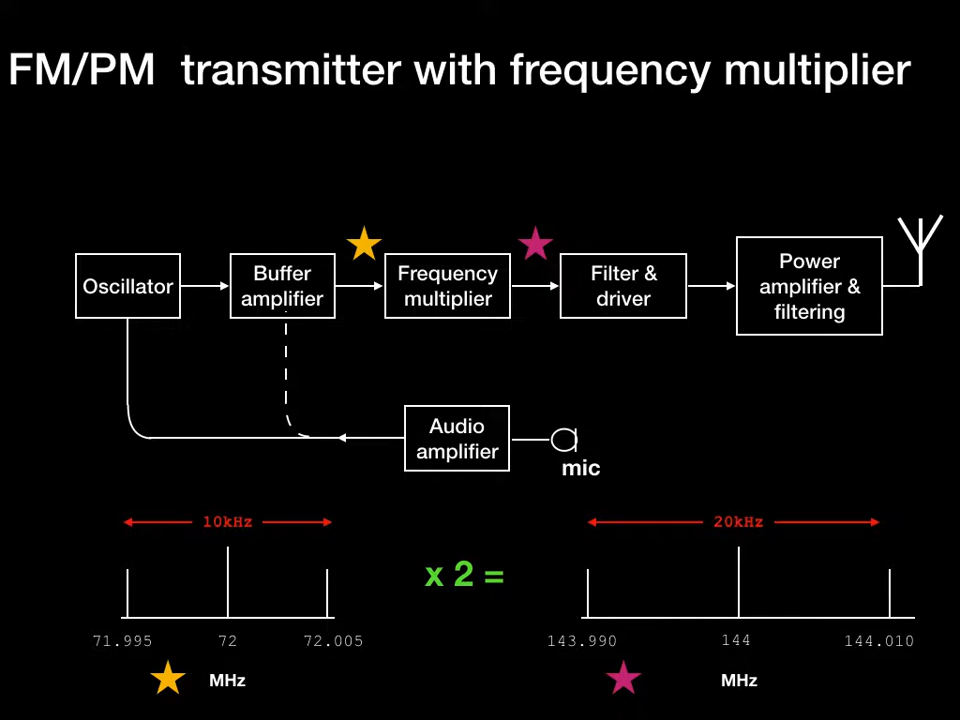 FM/PM  transmitter with frequency multiplier
Oscillator
Buffer
amplifier
Frequency
multiplier
Filter &
driver
Power
amplifier &
filtering
Audio
amplifier
mic
10kHz
20kHz
x 2 =
71.995
72
72.005
143.990
144
144.010
MHz
MHz